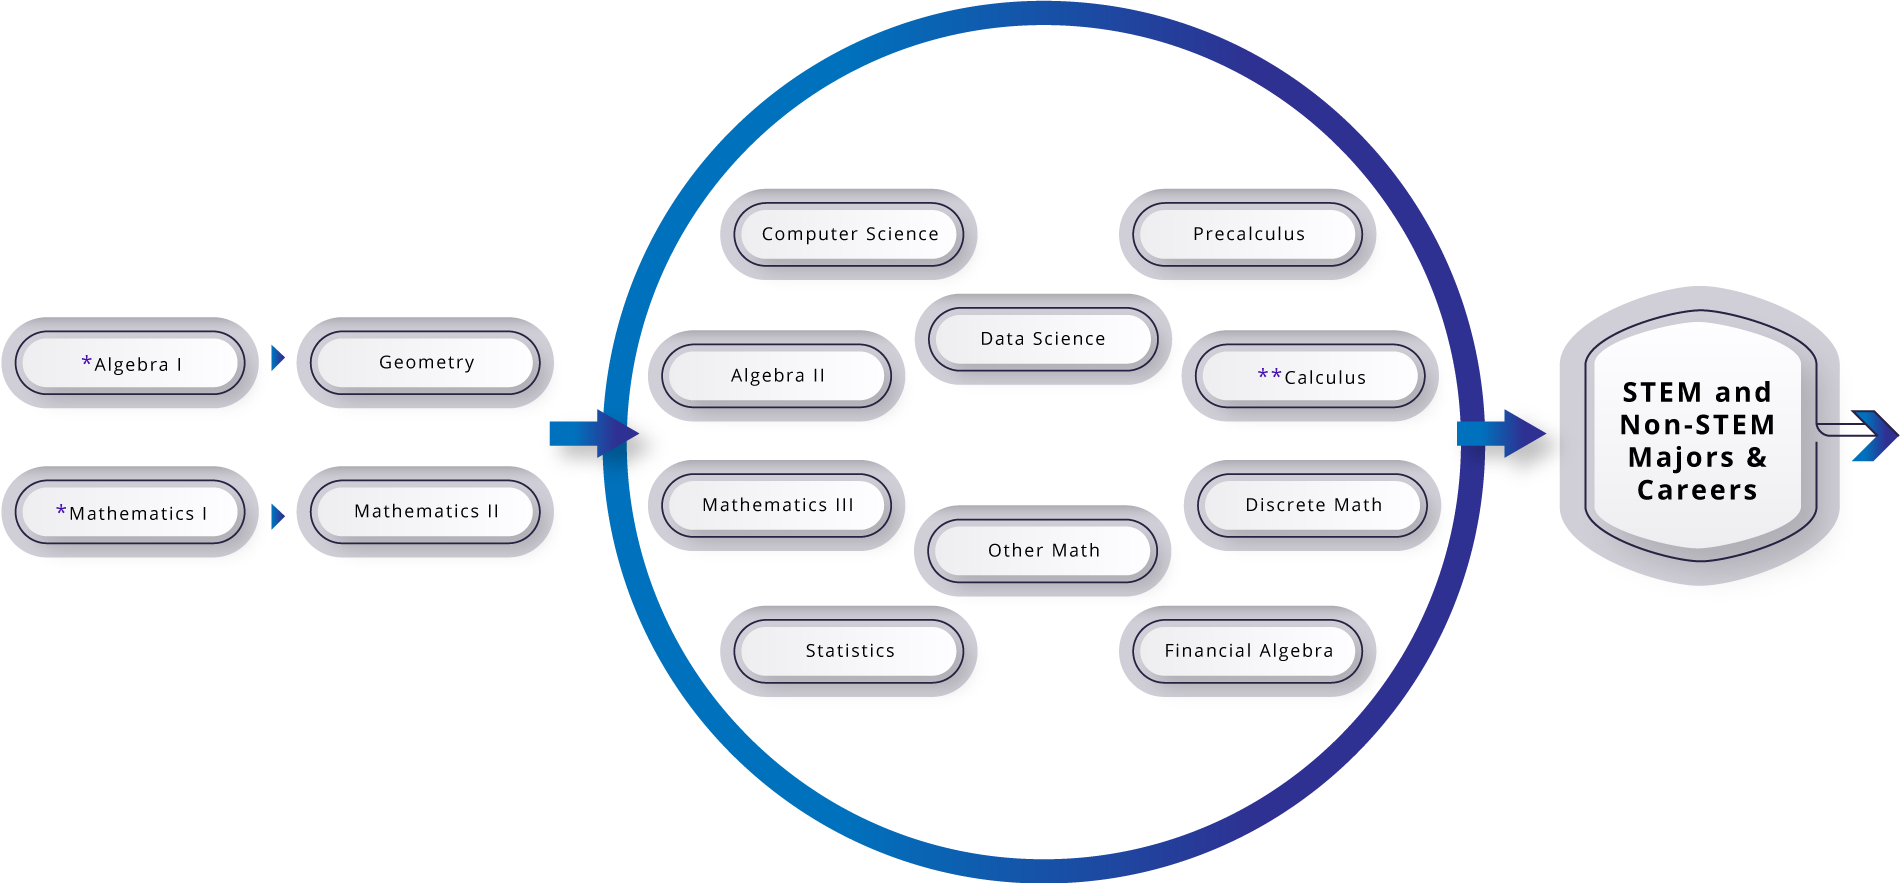 *Algebra I
Geometry
*Mathematics I
Mathematics II
Computer Science
Precalculus
Data Science
Algebra II
**Calculus
Mathematics III
Discrete Math
Other Math
Statistics
Financial Algebra
STEM and
Non-STEM
Majors &
Careers